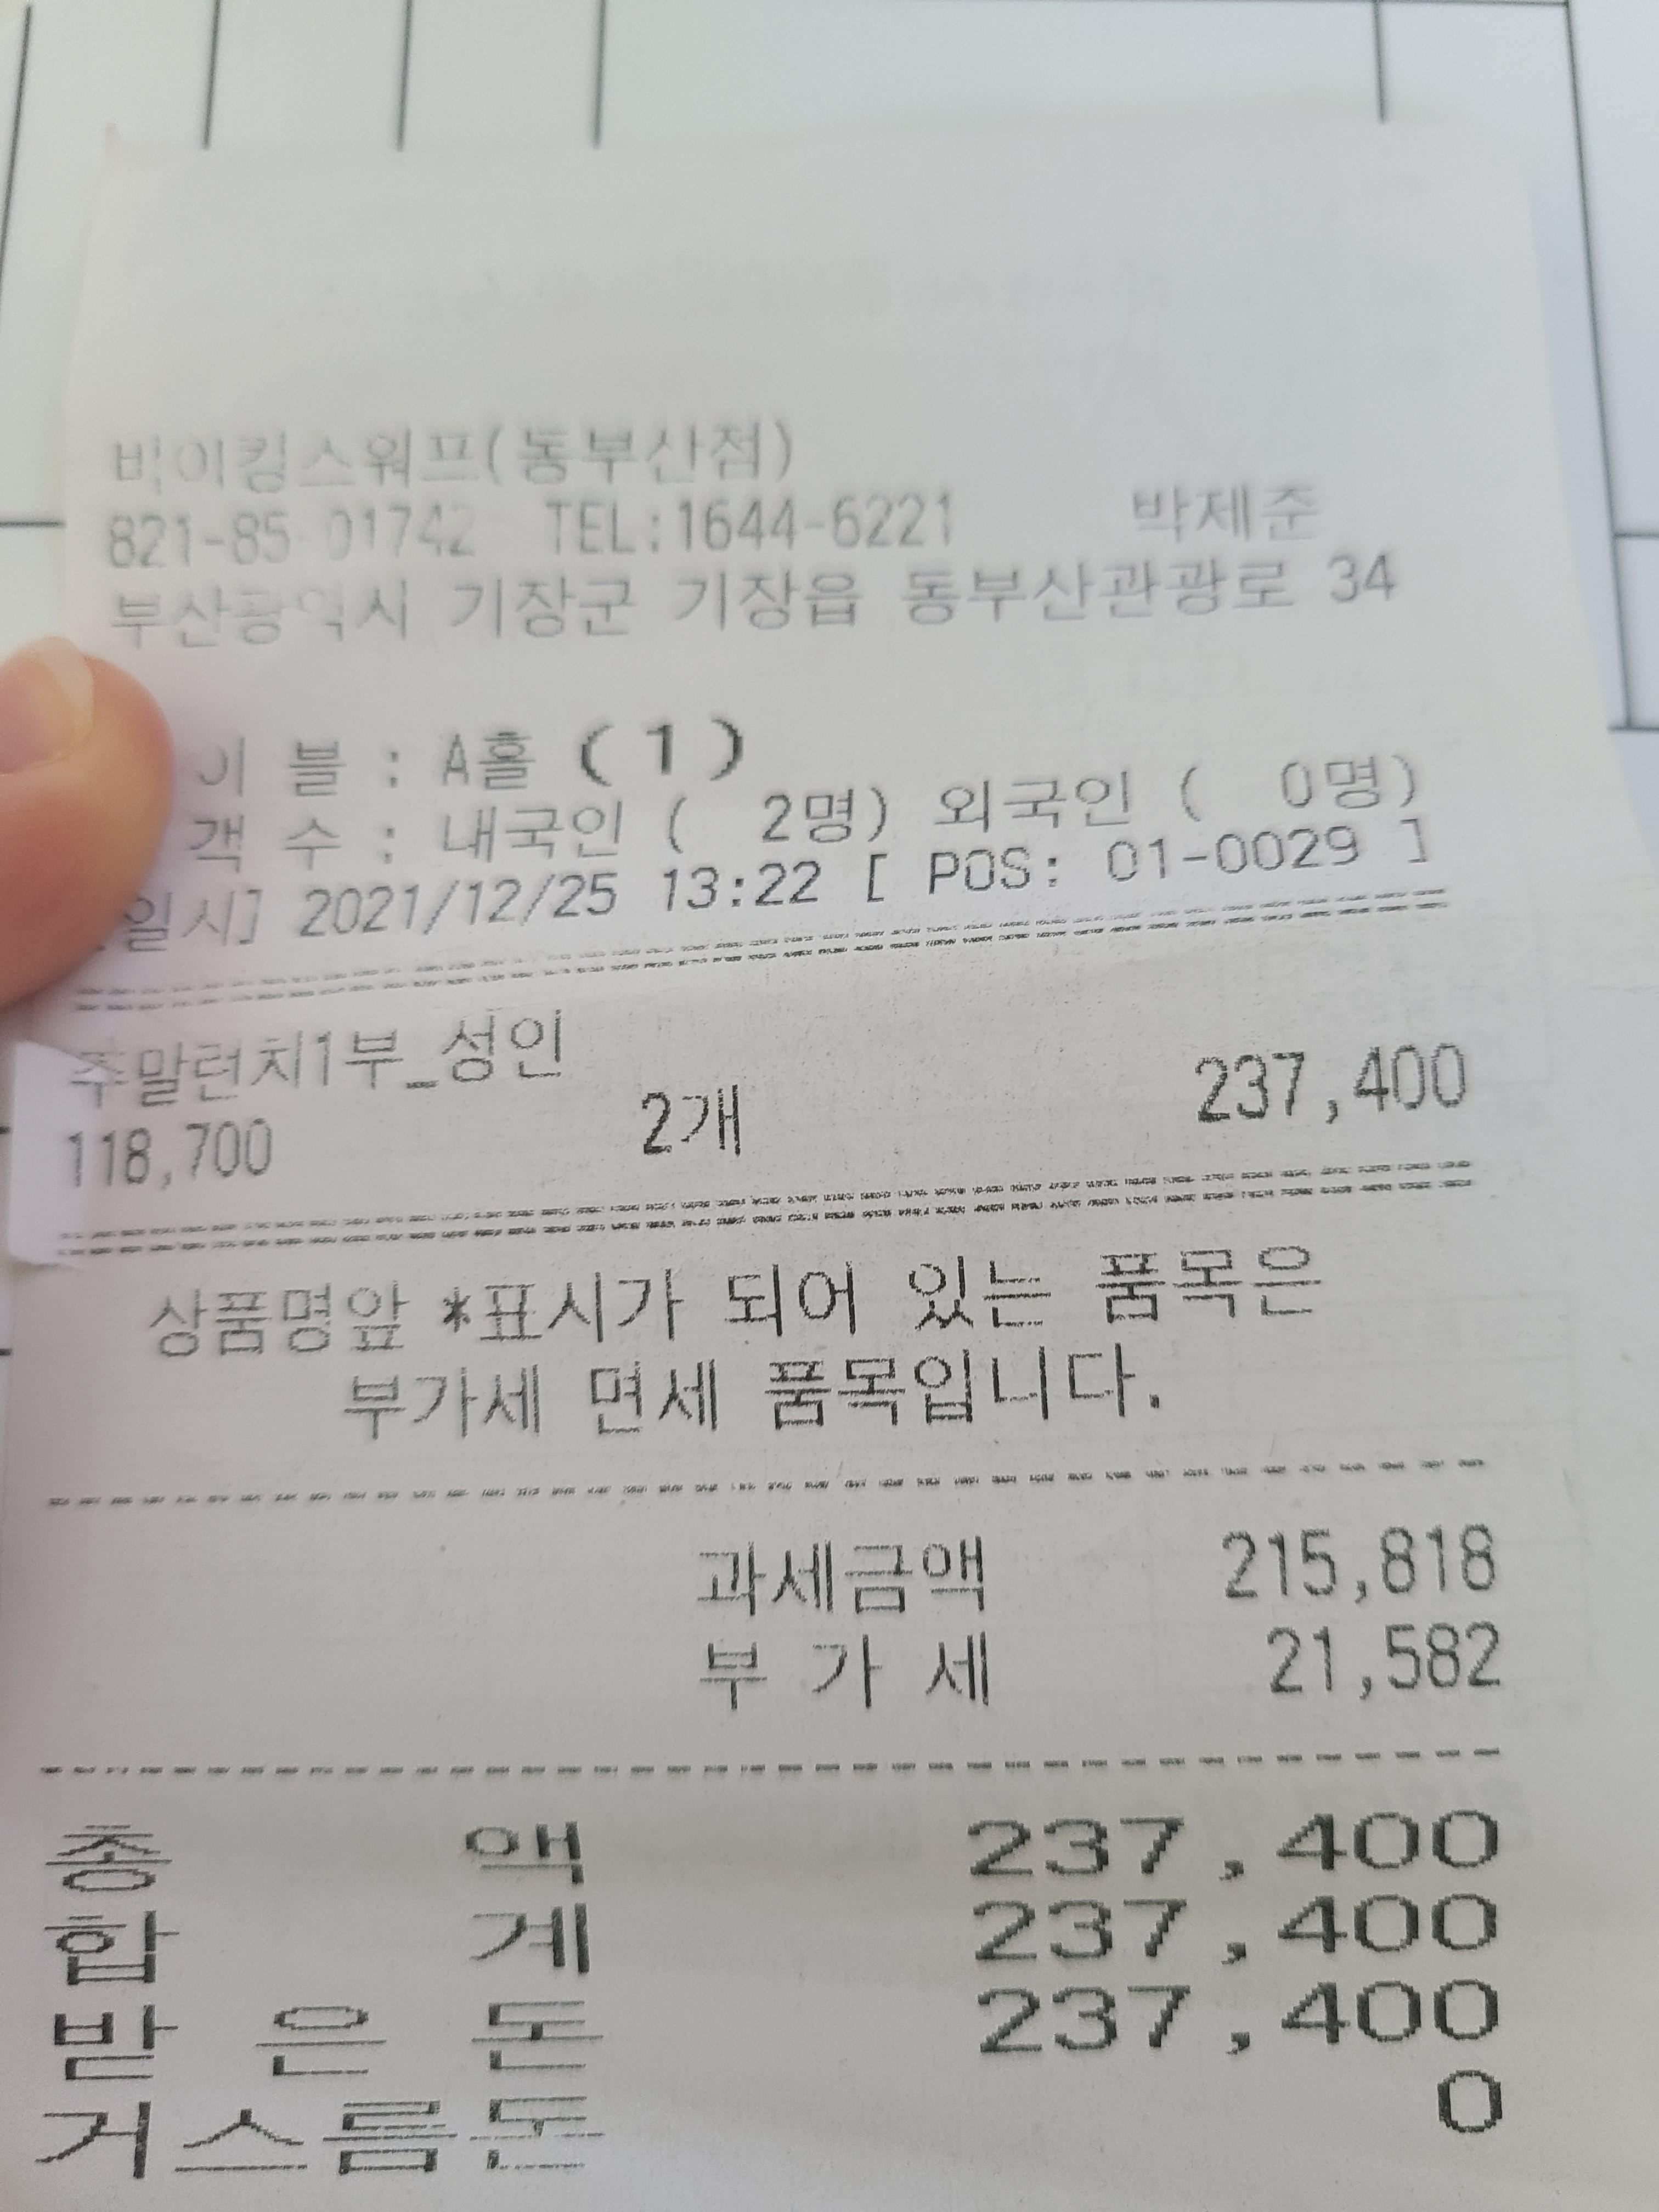 바이킹스워프(동부산점)
821-85-01742 TEL:1644-6221 박제준
부산광역시 기장군 기장읍 동부산관광로 34
이 블 : A홀 ( 1 )
객 수 : 내국인 ( 2명) 외국인 ( 0명)
일시] 2021/12/25 13:22 [ POS: 01-0029 ]
주말런치1부_성인
118,700 2개 237,400
상품명앞 *표시가 되어 있는 품목은
부가세 면세 품목입니다.
과세금액 215,818
부 가 세 21,582
총 액 237,400
합 계 237,400
받 은 돈 237,400
거스름돈 0